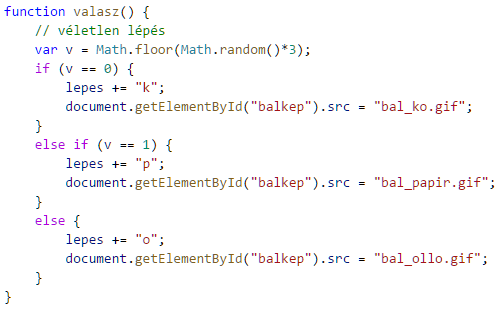 function valasz() {
    // véletlen lépés
    var v = Math.floor(Math.random()*3);
    if (v == 0) {
        lepes += "k";
        document.getElementById("balkep").src = "bal_ko.gif";
    }
    else if (v == 1) {
        lepes += "p";
        document.getElementById("balkep").src = "bal_papir.gif";
    }
    else {
        lepes += "o";
        document.getElementById("balkep").src = "bal_ollo.gif";
    }
}